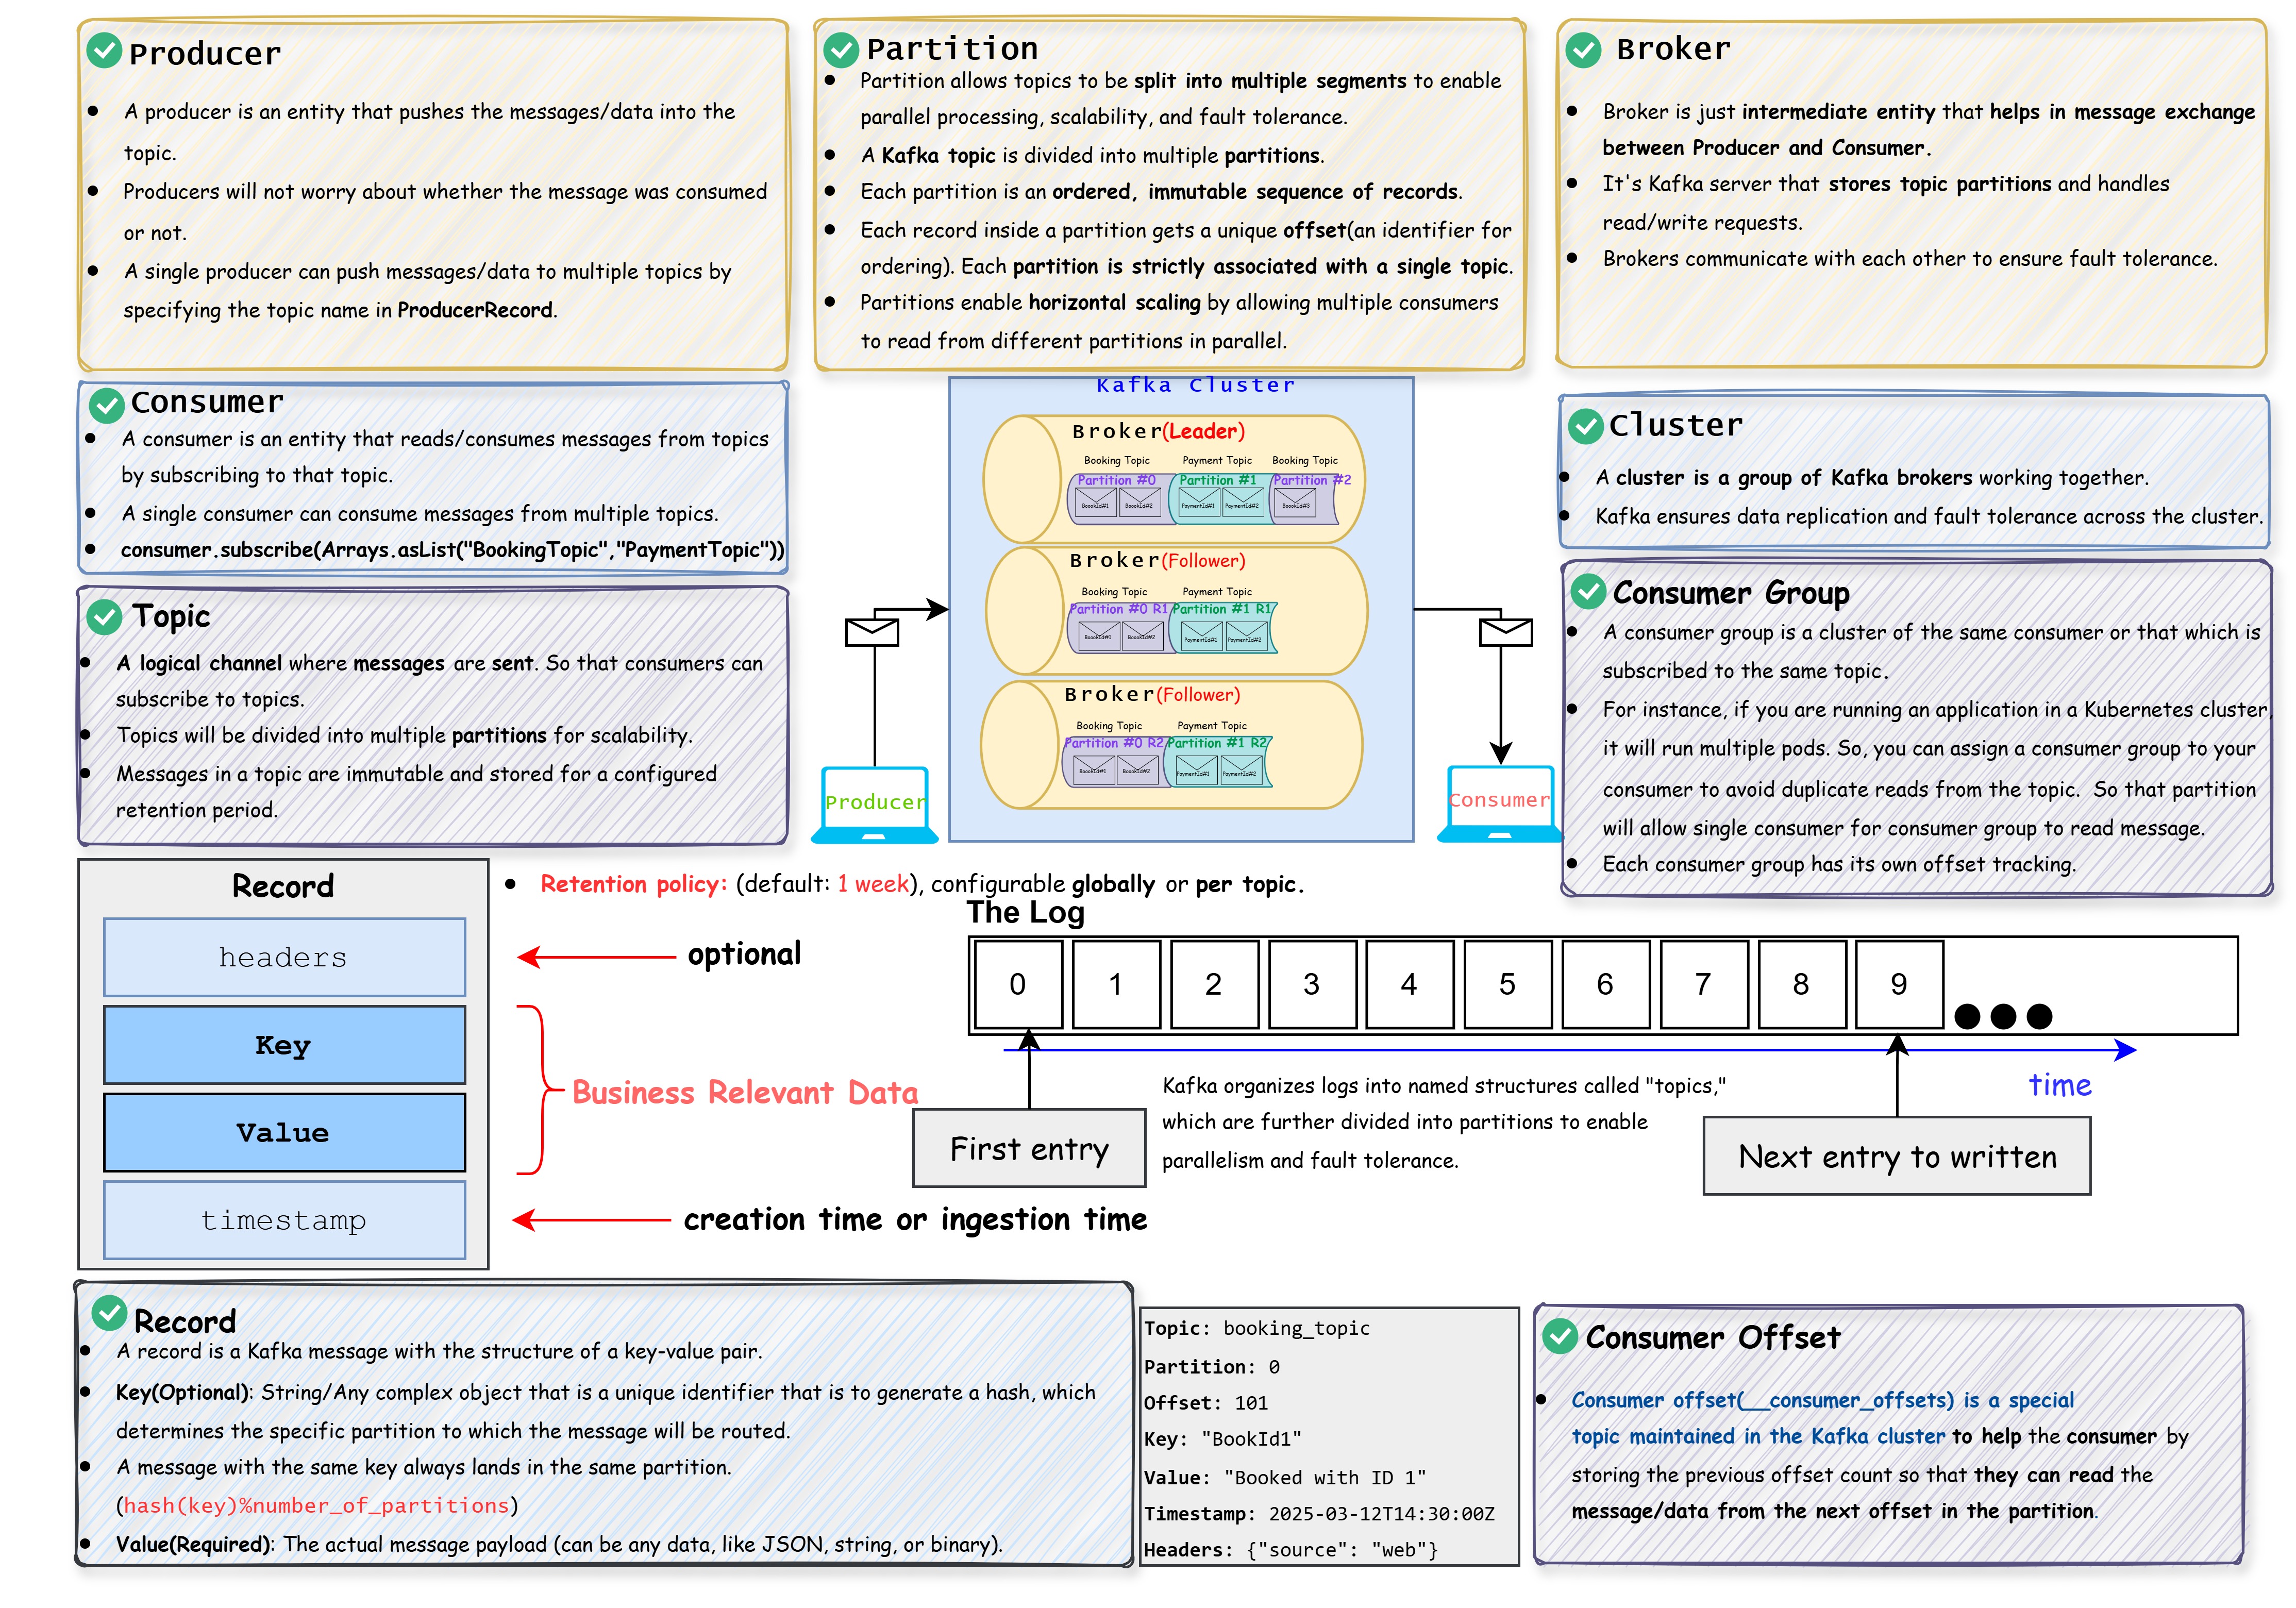 Producer
A producer is an entity that pushes the messages/data into the
topic.
Producers will not worry about whether the message was consumed
or not.
A single producer can push messages/data to multiple topics by
specifying the topic name in ProducerRecord.
Partition
Partition allows topics to be split into multiple segments to enable
parallel processing, scalability, and fault tolerance.
A Kafka topic is divided into multiple partitions.
Each partition is an ordered, immutable sequence of records.
Each record inside a partition gets a unique offset(an identifier for
ordering). Each partition is strictly associated with a single topic.
Partitions enable horizontal scaling by allowing multiple consumers
to read from different partitions in parallel.
Broker
Broker is just intermediate entity that helps in message exchange
between Producer and Consumer.
It's Kafka server that stores topic partitions and handles
read/write requests.
Brokers communicate with each other to ensure fault tolerance.
Consumer
A consumer is an entity that reads/consumes messages from topics
by subscribing to that topic.
A single consumer can consume messages from multiple topics.
consumer.subscribe(Arrays.asList("BookingTopic","PaymentTopic"))
Topic
A logical channel where messages are sent. So that consumers can
subscribe to topics.
Topics will be divided into multiple partitions for scalability.
Messages in a topic are immutable and stored for a configured
retention period.
Kafka Cluster
Broker(Leader)
Booking Topic Payment Topic Booking Topic
Partition #0 Partition #1 Partition #2
BoookId#1 BoookId#2 PaymentId#1 PaymentId#2 BoookId#3
Broker(Follower)
Booking Topic Payment Topic
Partition #0 R1 Partition #1 R1
BoookId#1 BoookId#2 PaymentId#1 PaymentId#2
Broker(Follower)
Booking Topic Payment Topic
Partition #0 R2 Partition #1 R2
BoookId#1 BoookId#2 PaymentId#1 PaymentId#2
Producer
Consumer
Cluster
A cluster is a group of Kafka brokers working together.
Kafka ensures data replication and fault tolerance across the cluster.
Consumer Group
A consumer group is a cluster of the same consumer or that which is
subscribed to the same topic.
For instance, if you are running an application in a Kubernetes cluster,
it will run multiple pods. So, you can assign a consumer group to your
consumer to avoid duplicate reads from the topic. So that partition
will allow single consumer for consumer group to read message.
Each consumer group has its own offset tracking.
Record
headers
Key
Value
timestamp
Retention policy: (default: 1 week), configurable globally or per topic.
optional
Business Relevant Data
creation time or ingestion time
The Log
0 1 2 3 4 5 6 7 8 9
time
First entry
Kafka organizes logs into named structures called "topics,"
which are further divided into partitions to enable
parallelism and fault tolerance.
Next entry to written
Record
A record is a Kafka message with the structure of a key-value pair.
Key(Optional): String/Any complex object that is a unique identifier that is to generate a hash, which
determines the specific partition to which the message will be routed.
A message with the same key always lands in the same partition.
(hash(key)%number_of_partitions)
Value(Required): The actual message payload (can be any data, like JSON, string, or binary).
Topic: booking_topic
Partition: 0
Offset: 101
Key: "BookId1"
Value: "Booked with ID 1"
Timestamp: 2025-03-12T14:30:00Z
Headers: {"source": "web"}
Consumer Offset
Consumer offset(__consumer_offsets) is a special
topic maintained in the Kafka cluster to help the consumer by
storing the previous offset count so that they can read the
message/data from the next offset in the partition.